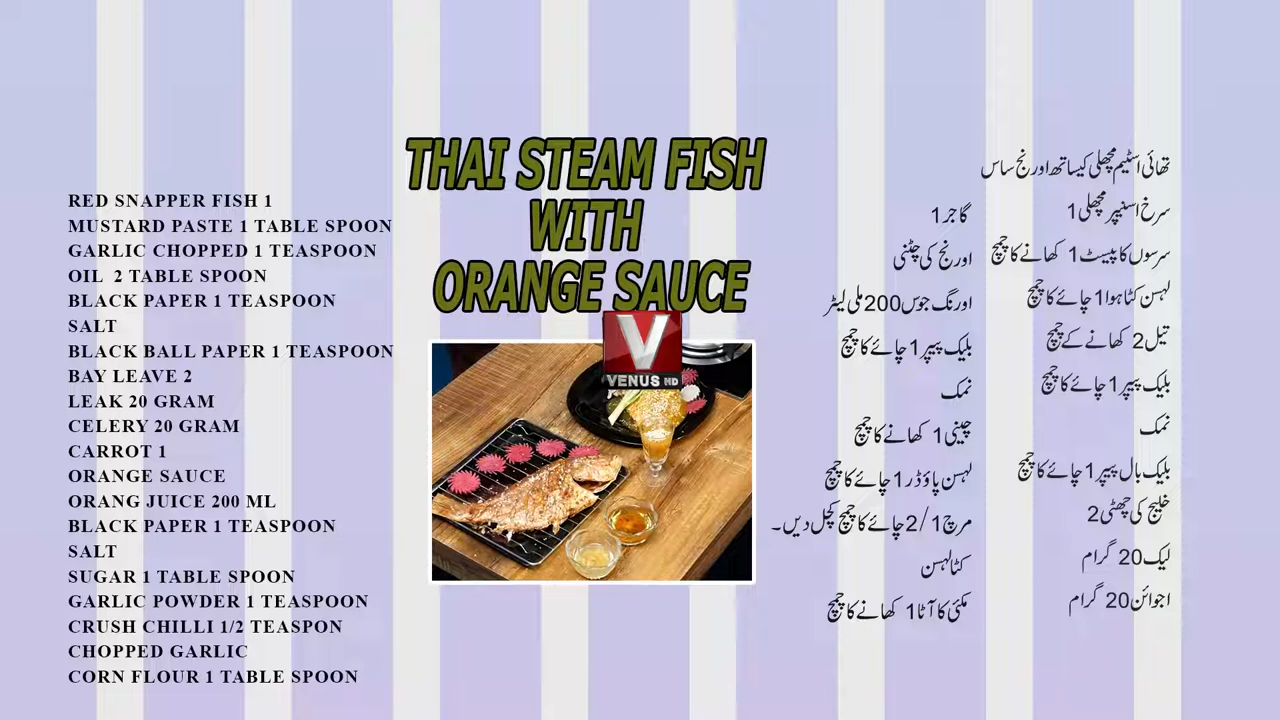 THAI STEAM FISH
WITH
ORANGE SAUCE
RED SNAPPER FISH 1
MUSTARD PASTE 1 TABLE SPOON
GARLIC CHOPPED 1 TEASPOON
OIL  2 TABLE SPOON
BLACK PAPER 1 TEASPOON
SALT
BLACK BALL PAPER 1 TEASPOON
BAY LEAVE 2
LEAK 20 GRAM
CELERY 20 GRAM
CARROT 1
ORANGE SAUCE
ORANG JUICE 200 ML
BLACK PAPER 1 TEASPOON
SALT
SUGAR 1 TABLE SPOON
GARLIC POWDER 1 TEASPOON
CRUSH CHILLI 1/2 TEASPON
CHOPPED GARLIC
CORN FLOUR 1 TABLE SPOON
V
VENUS HD
تھائی اسٹیم مچھلی کیساتھ اورنج ساس
سرخ اسنیپر مچھلی 1
سرسوں کا پیسٹ 1 کھانے کا چمچ
لہسن کٹا ہوا 1 چائے کا چمچ
تیل 2 کھانے کے چمچ
بلیک پیپر 1 چائے کا چمچ
نمک
بلیک بال پیپر 1 چائے کا چمچ
خلیج کی چھٹی 2
لیک 20 گرام
اجوائن 20 گرام
گاجر 1
اورنج کی چٹنی
اورنگ جوس 200 ملی لیٹر
بلیک پیپر 1 چائے کا چمچ
نمک
چینی 1 کھانے کا چمچ
لہسن پاؤڈر 1 چائے کا چمچ
مرچ 1/2 چائے کا چمچ کچل دیں۔
کٹا لہسن
مکئی کا آٹا 1 کھانے کا چمچ